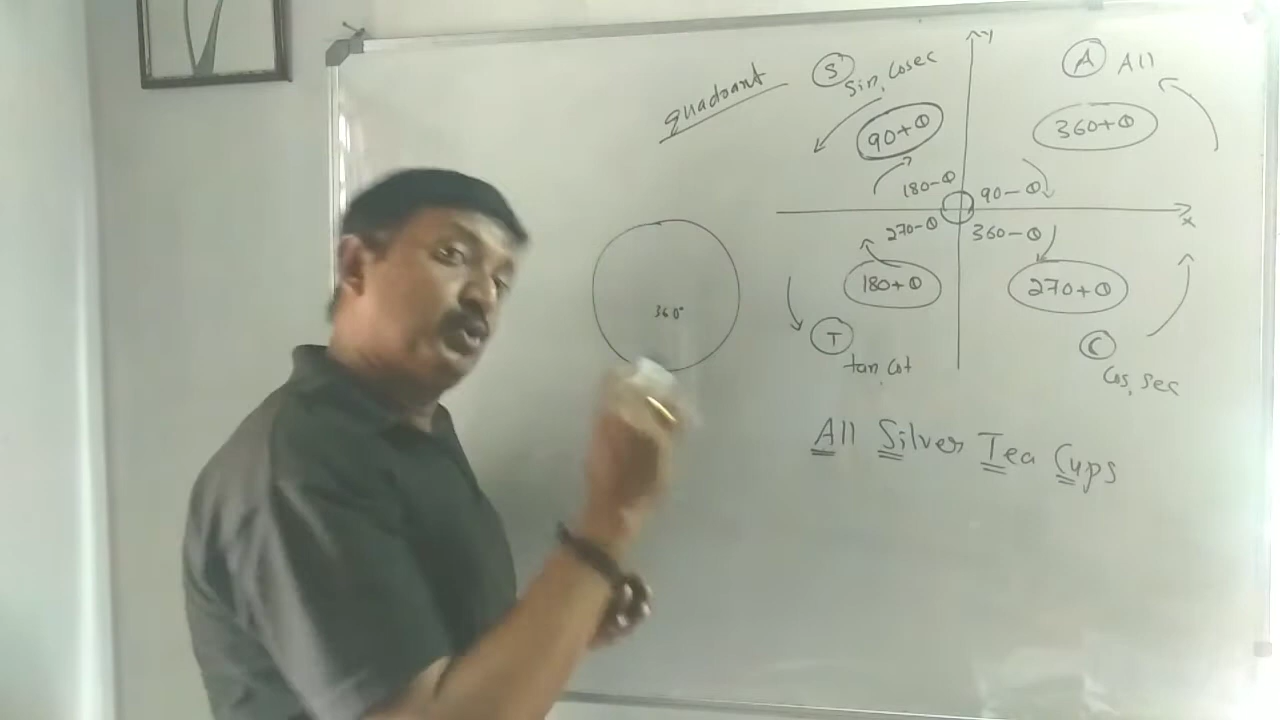 quadrant
S
Sin, Cosec
y
A All
90+θ
360+θ
180-θ
90-θ
x
270-θ
360-θ
180+θ
270+θ
360°
T
tan, Cot
C
Cos, Sec
All Silver Tea Cups